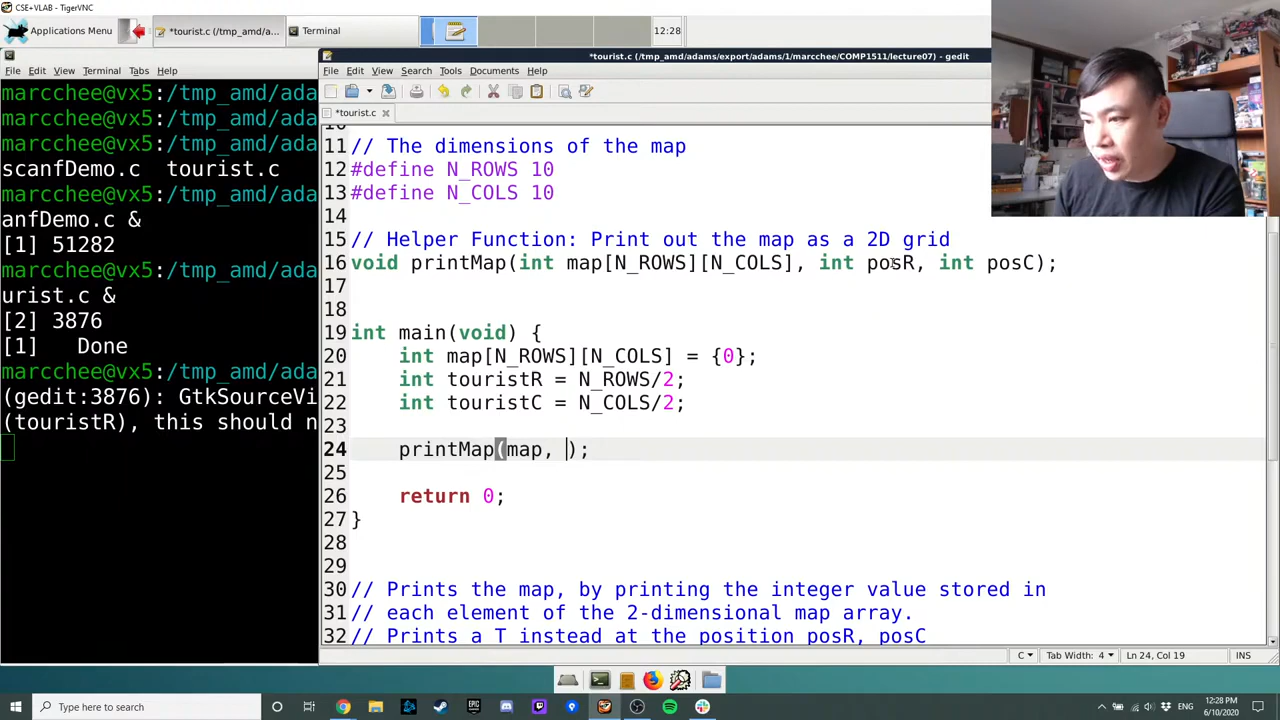 CSE+VLAB - TigerVNC
Applications Menu
*tourist.c (/tmp_amd/a...
Terminal
12:28
*tourist.c (/tmp_amd/adams/export/adams/1/marcchee/COMP1511/lecture07) - gedit
File Edit View Terminal Tabs Help
File Edit View Search Tools Documents Help
*tourist.c
marcchee@vx5:/tmp_amd/ada
marcchee@vx5:/tmp_amd/ada
marcchee@vx5:/tmp_amd/ada
scanfDemo.c tourist.c
marcchee@vx5:/tmp_amd/ada
anfDemo.c &
[1] 51282
marcchee@vx5:/tmp_amd/ada
urist.c &
[2] 3876
[1] Done
marcchee@vx5:/tmp_amd/ada
(gedit:3876): GtkSourceVi
(touristR), this should n
10
11 // The dimensions of the map
12 #define N_ROWS 10
13 #define N_COLS 10
14
15 // Helper Function: Print out the map as a 2D grid
16 void printMap(int map[N_ROWS][N_COLS], int posR, int posC);
17
18
19 int main(void) {
20 int map[N_ROWS][N_COLS] = {0};
21 int touristR = N_ROWS/2;
22 int touristC = N_COLS/2;
23
24 printMap(map, );
25
26 return 0;
27 }
28
29
30 // Prints the map, by printing the integer value stored in
31 // each element of the 2-dimensional map array.
32 // Prints a T instead at the position posR, posC
C Tab Width: 4 Ln 24, Col 19 INS
Type here to search
ENG
12:28 PM
6/10/2020